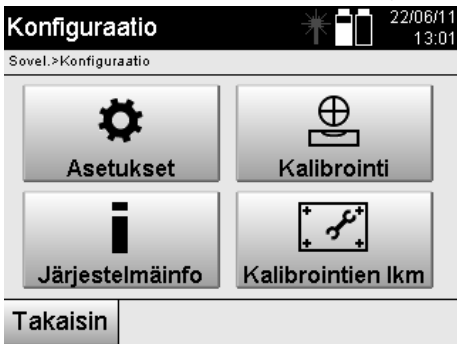 Konfiguraatio
22/06/11
13:01
Sovel.>Konfiguraatio
Asetukset
Kalibrointi
Järjestelmäinfo
Kalibrointien lkm
Takaisin